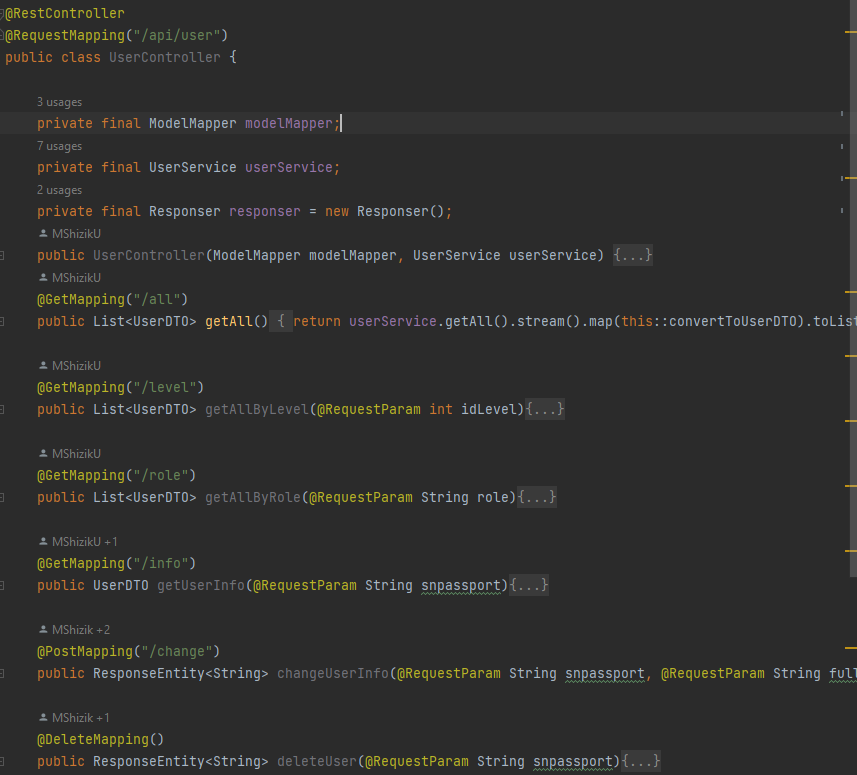 @RestController
@RequestMapping("/api/user")
public class UserController {
3 usages
private final ModelMapper modelMapper;
7 usages
private final UserService userService;
2 usages
private final Responser responser = new Responser();
MShizikU
public UserController(ModelMapper modelMapper, UserService userService) {...}
MShizikU
@GetMapping("/all")
public List<UserDTO> getAll() { return userService.getAll().stream().map(this::convertToUserDTO).toList
MShizikU
@GetMapping("/level")
public List<UserDTO> getAllByLevel(@RequestParam int idLevel){...}
MShizikU
@GetMapping("/role")
public List<UserDTO> getAllByRole(@RequestParam String role){...}
MShizikU +1
@GetMapping("/info")
public UserDTO getUserInfo(@RequestParam String snpassport){...}
MShizik +2
@PostMapping("/change")
public ResponseEntity<String> changeUserInfo(@RequestParam String snpassport, @RequestParam String full
MShizik +1
@DeleteMapping()
public ResponseEntity<String> deleteUser(@RequestParam String snpassport){...}